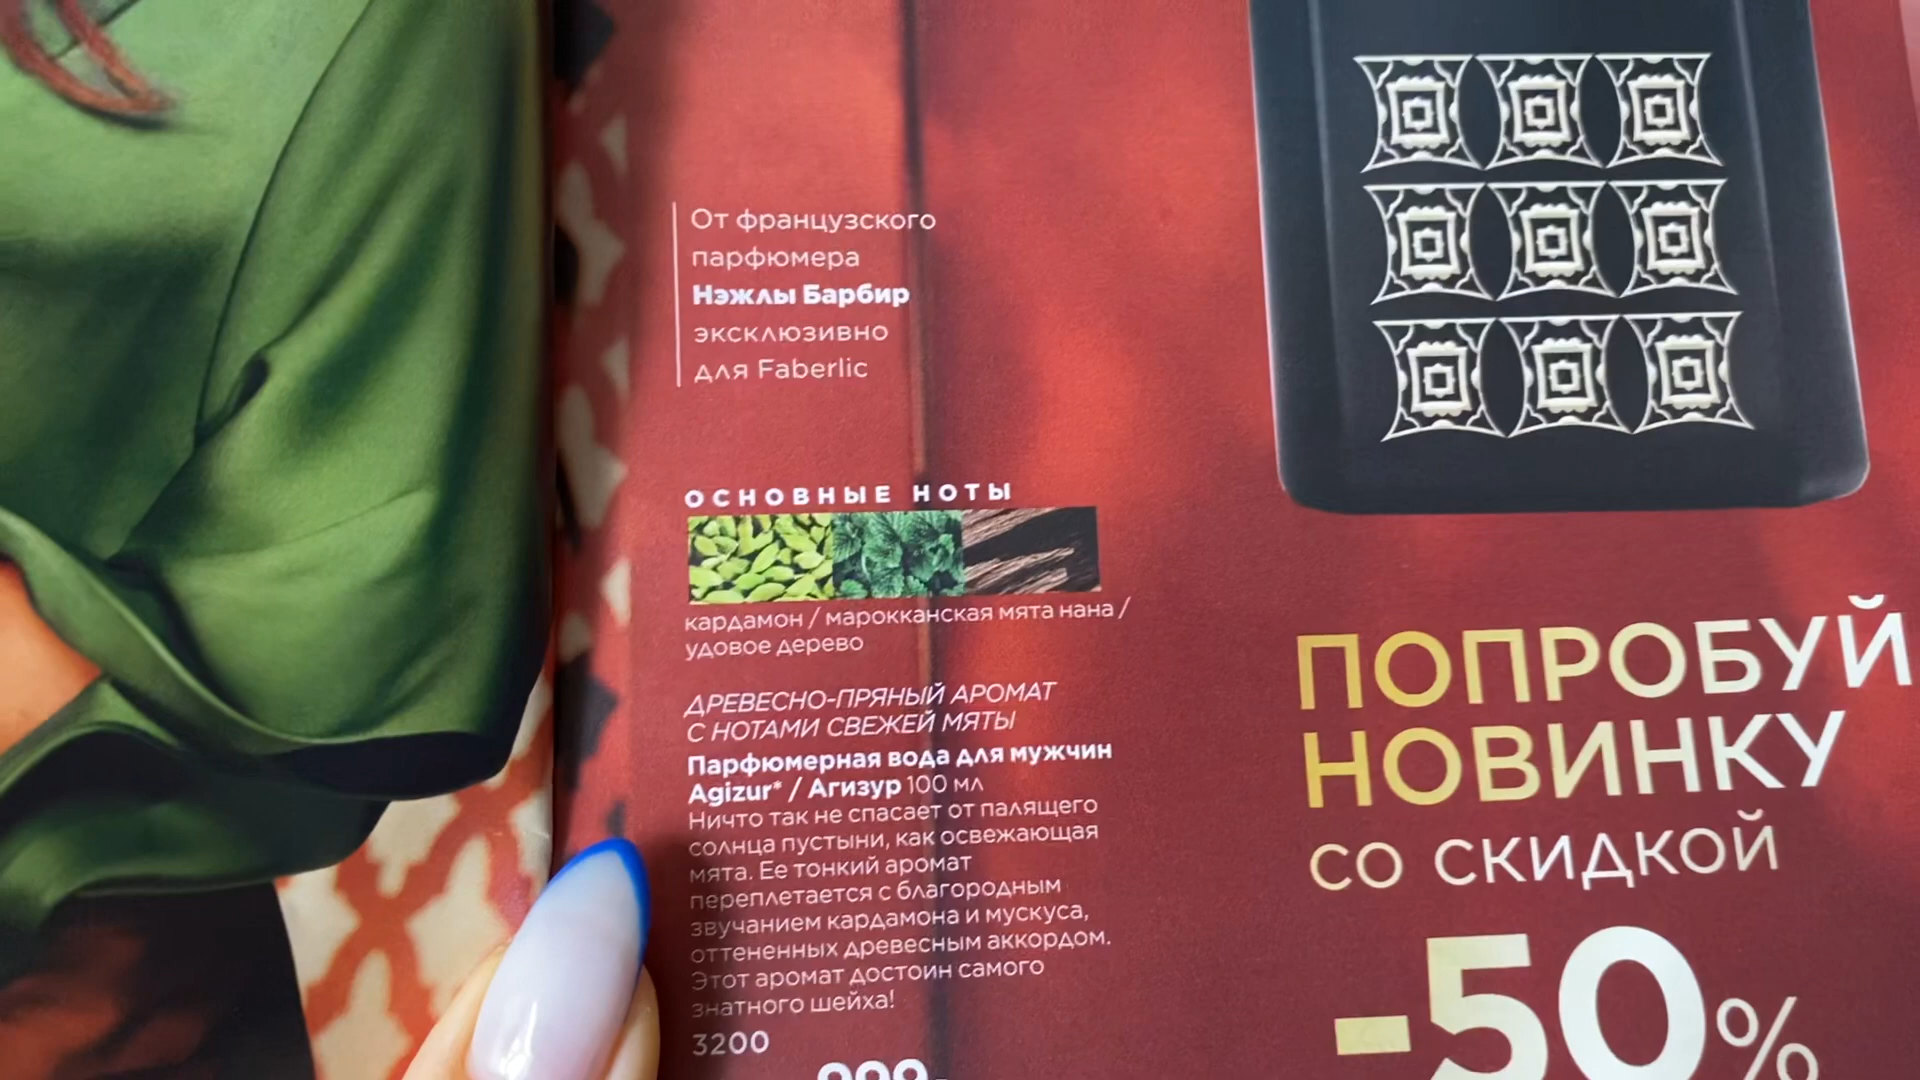 От французского
парфюмера
Нэжлы Барбир
эксклюзивно
для Faberlic
ОСНОВНЫЕ НОТЫ
кардамон / марокканская мята нана /
удовое дерево
ДРЕВЕСНО-ПРЯНЫЙ АРОМАТ
С НОТАМИ СВЕЖЕЙ МЯТЫ
Парфюмерная вода для мужчин
Agizur* / Агизур 100 мл
Ничто так не спасает от палящего
солнца пустыни, как освежающая
мята. Ее тонкий аромат
переплетается с благородным
звучанием кардамона и мускуса,
оттененных древесным аккордом.
Этот аромат достоин самого
знатного шейха!
3200
ПОПРОБУЙ
НОВИНКУ
СО СКИДКОЙ
-50%